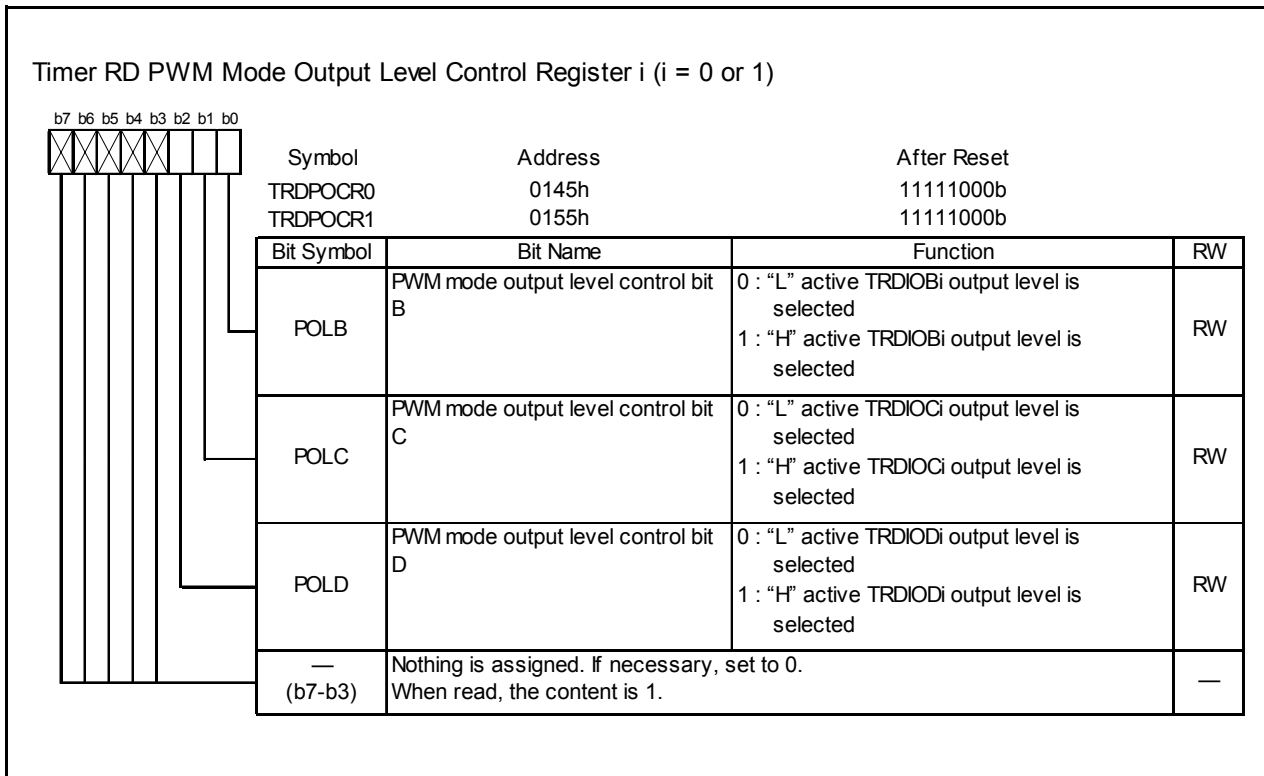 Timer RD PWM Mode Output Level Control Register i (i = 0 or 1)
b7 b6 b5 b4 b3 b2 b1 b0
Symbol Address After Reset
TRDPOCR0 0145h 11111000b
TRDPOCR1 0155h 11111000b
Bit Symbol Bit Name Function RW
POLB
PWM mode output level control bit
B
0 : “L” active TRDIOBi output level is
selected
1 : “H” active TRDIOBi output level is
selected
RW
POLC
PWM mode output level control bit
C
0 : “L” active TRDIOCi output level is
selected
1 : “H” active TRDIOCi output level is
selected
RW
POLD
PWM mode output level control bit
D
0 : “L” active TRDIODi output level is
selected
1 : “H” active TRDIODi output level is
selected
RW
—
(b7-b3)
Nothing is assigned. If necessary, set to 0.
When read, the content is 1.
—